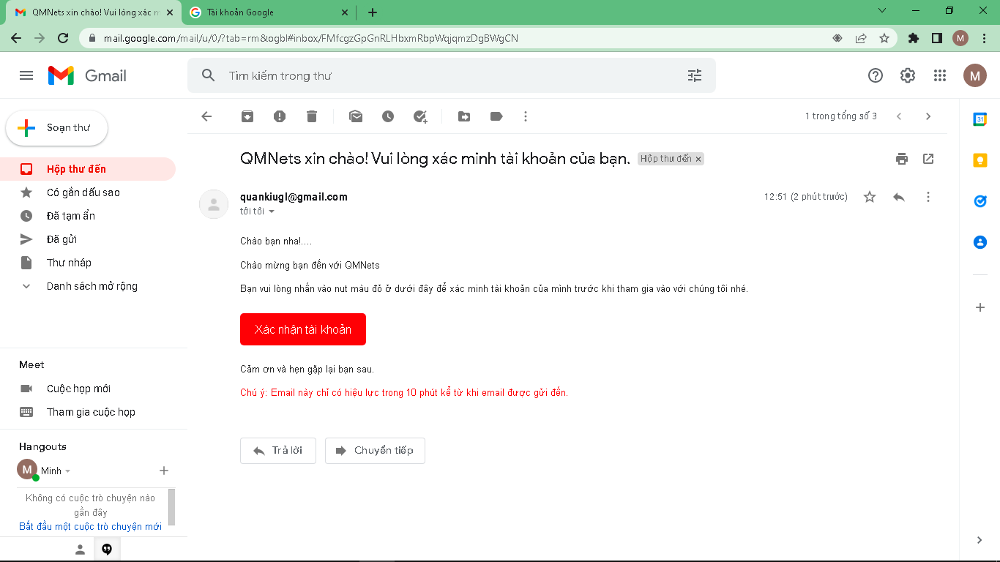 QMNets xin chào! Vui lòng xác m
Tài khoản Google
mail.google.com/mail/u/0/?tab=rm&ogbl#inbox/FMfcgzGpGnRLHbxmRbpWqjqmzDgBWgCN
M
Gmail
Tìm kiếm trong thư
M
Soạn thư
1 trong tổng số 3
31
QMNets xin chào! Vui lòng xác minh tài khoản của bạn.
Hộp thư đến
Hộp thư đến
Có gắn dấu sao
Đã tạm ẩn
Đã gửi
Thư nháp
Danh sách mở rộng
quankiugl@gmail.com
12:51 (2 phút trước)
tới tôi
Chào bạn nha!....
Chào mừng bạn đến với QMNets
Bạn vui lòng nhấn vào nut màu đỏ ở dưới đây để xác minh tài khoản của mình trước khi tham gia vào với chúng tôi nhé.
Xác nhận tài khoản
Cảm ơn và hẹn gặp lại bạn sau.
Chú ý: Email này chỉ có hiệu lực trong 10 phút kể từ khi email được gửi đến.
Trả lời
Chuyển tiếp
Meet
Cuộc họp mới
Tham gia cuộc họp
Hangouts
M
Minh
Không có cuộc trò chuyện nào
gần đây
Bắt đầu một cuộc trò chuyện mới